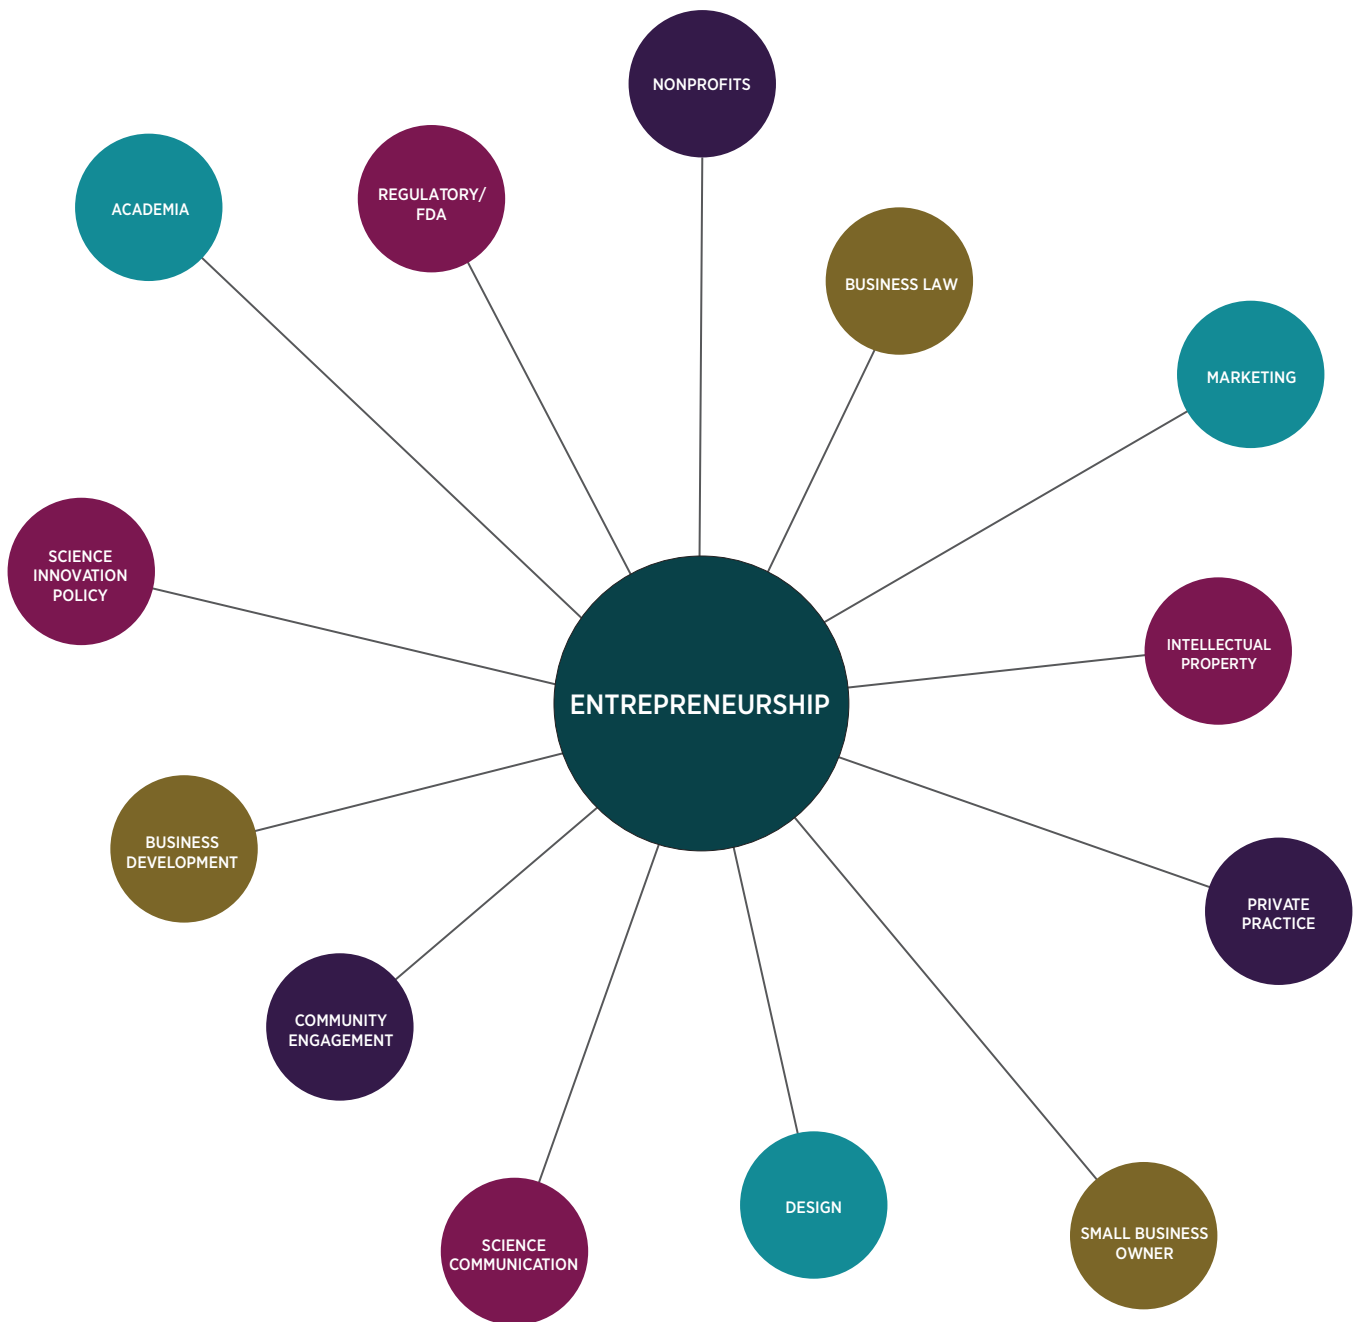 NONPROFITS
ACADEMIA
REGULATORY/
FDA
BUSINESS LAW
MARKETING
SCIENCE
INNOVATION
POLICY
INTELLECTUAL
PROPERTY
ENTREPRENEURSHIP
BUSINESS
DEVELOPMENT
PRIVATE
PRACTICE
COMMUNITY
ENGAGEMENT
DESIGN
SMALL BUSINESS
OWNER
SCIENCE
COMMUNICATION